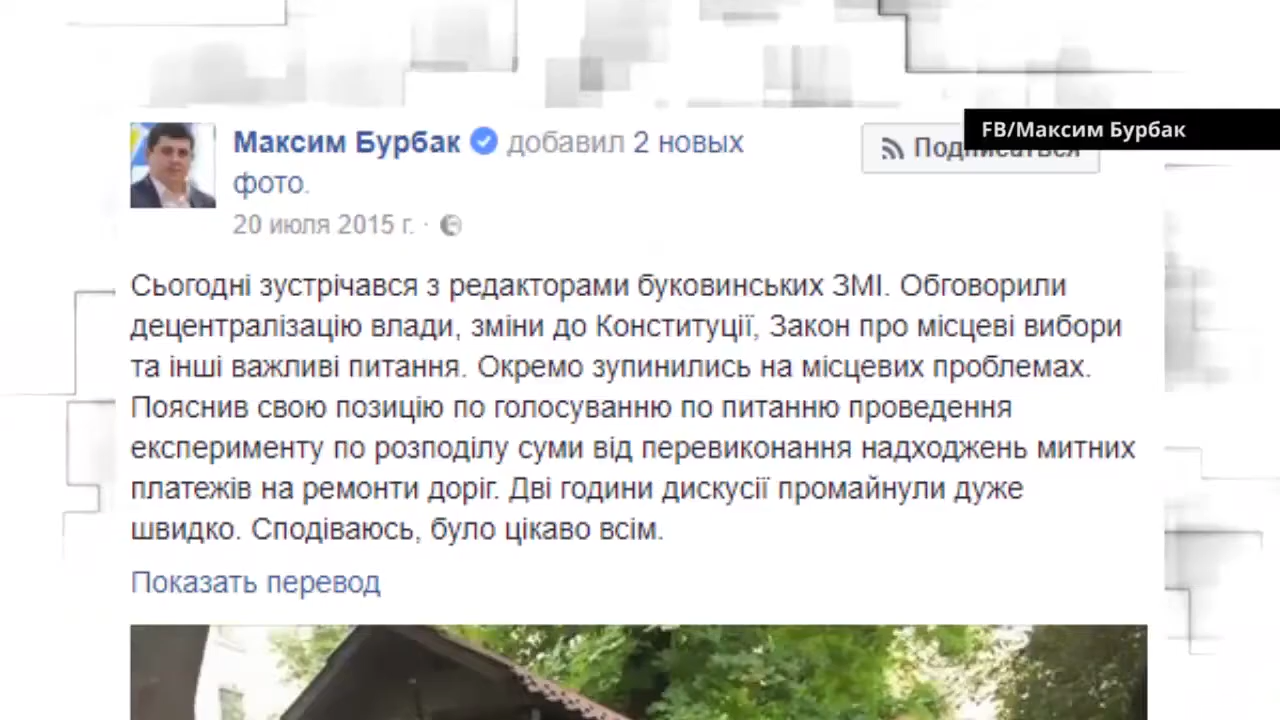 Максим Бурбак добавил 2 новых
фото.
FB/Максим Бурбак
Подписаться
20 июля 2015 г. ·
Сьогодні зустрічався з редакторами буковинських ЗМІ. Обговорили
децентралізацію влади, зміни до Конституції, Закон про місцеві вибори
та інші важливі питання. Окремо зупинились на місцевих проблемах.
Пояснив свою позицію по голосуванню по питанню проведення
експерименту по розподілу суми від перевиконання надходжень митних
платежів на ремонти доріг. Дві години дискусії промайнули дуже
швидко. Сподіваюсь, було цікаво всім.
Показать перевод